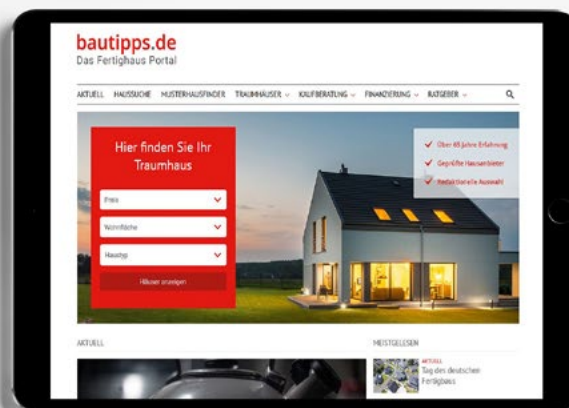 bautipps.de
Das Fertighaus Portal
AKTUELL HAUSSUCHE MUSTERHAUSFINDER TRAUMHÄUSER KAUFBERATUNG FINANZIERUNG RATGEBER
Hier finden Sie Ihr
Traumhaus
Preis
Wohnfläche
Haustyp
Häuser anzeigen
Über 65 Jahre Erfahrung
Geprüfte Hausanbieter
Redaktionelle Auswahl
AKTUELL
MEISTGELESEN
AKTUELL
Tag des deutschen
Fertigbaus